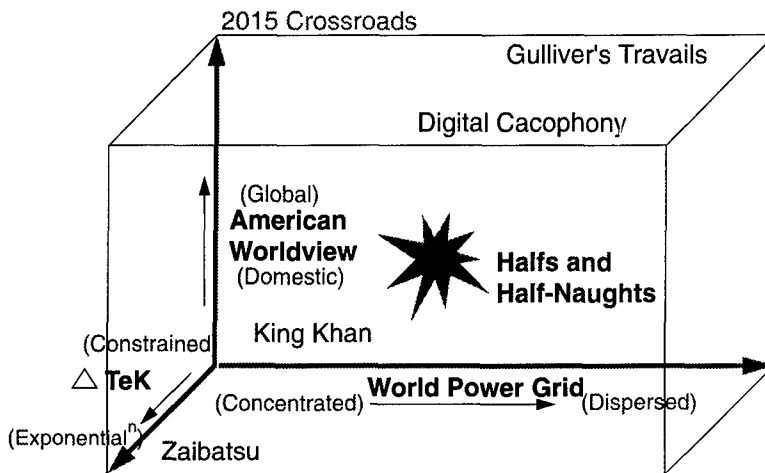 2015 Crossroads
Gulliver's Travails
Digital Cacophony
(Global)
American
Worldview
(Domestic)
Halfs and
Half-Naughts
King Khan
(Constrained)
△ TeK
World Power Grid
(Concentrated)
(Dispersed)
(Exponentialⁿ)
Zaibatsu